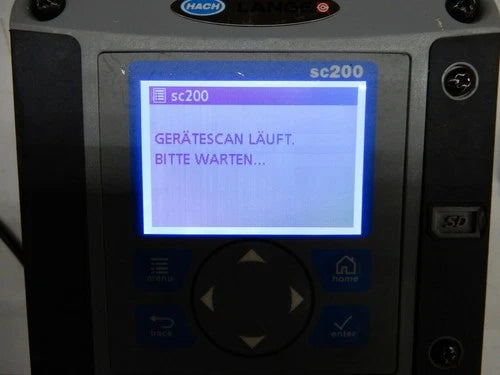 HACH LANGE
sc200
sc200
GERÄTESCAN LÄUFT.
BITTE WARTEN...
menu
home
back
enter
SD